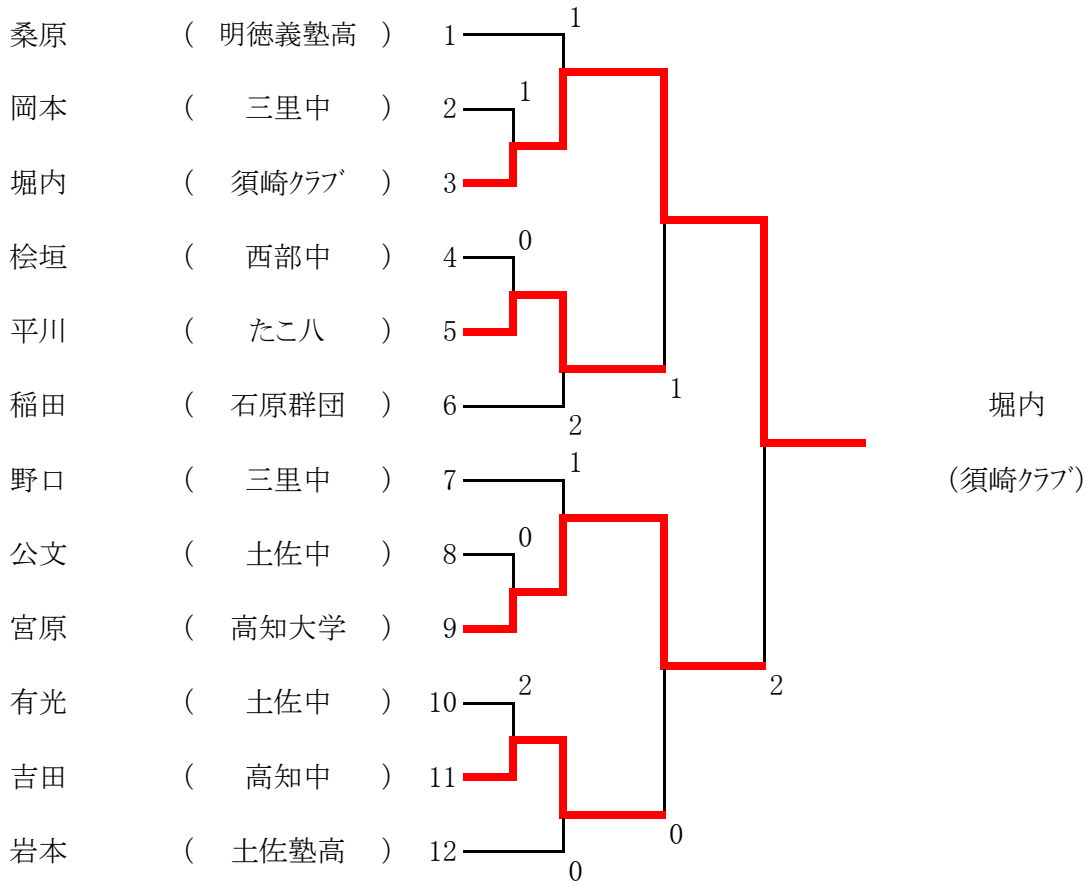 桑原 ( 明徳義塾高 ) 1 1
岡本 ( 三里中 ) 2 1
堀内 ( 須崎ｸﾗﾌﾞ ) 3
桧垣 ( 西部中 ) 4 0
平川 ( たこ八 ) 5
1
稲田 ( 石原群団 ) 6 2
堀内
野口 ( 三里中 ) 7 1
(須崎ｸﾗﾌﾞ)
公文 ( 土佐中 ) 8 0
宮原 ( 高知大学 ) 9
2
有光 ( 土佐中 ) 10 2
吉田 ( 高知中 ) 11
0
岩本 ( 土佐塾高 ) 12 0